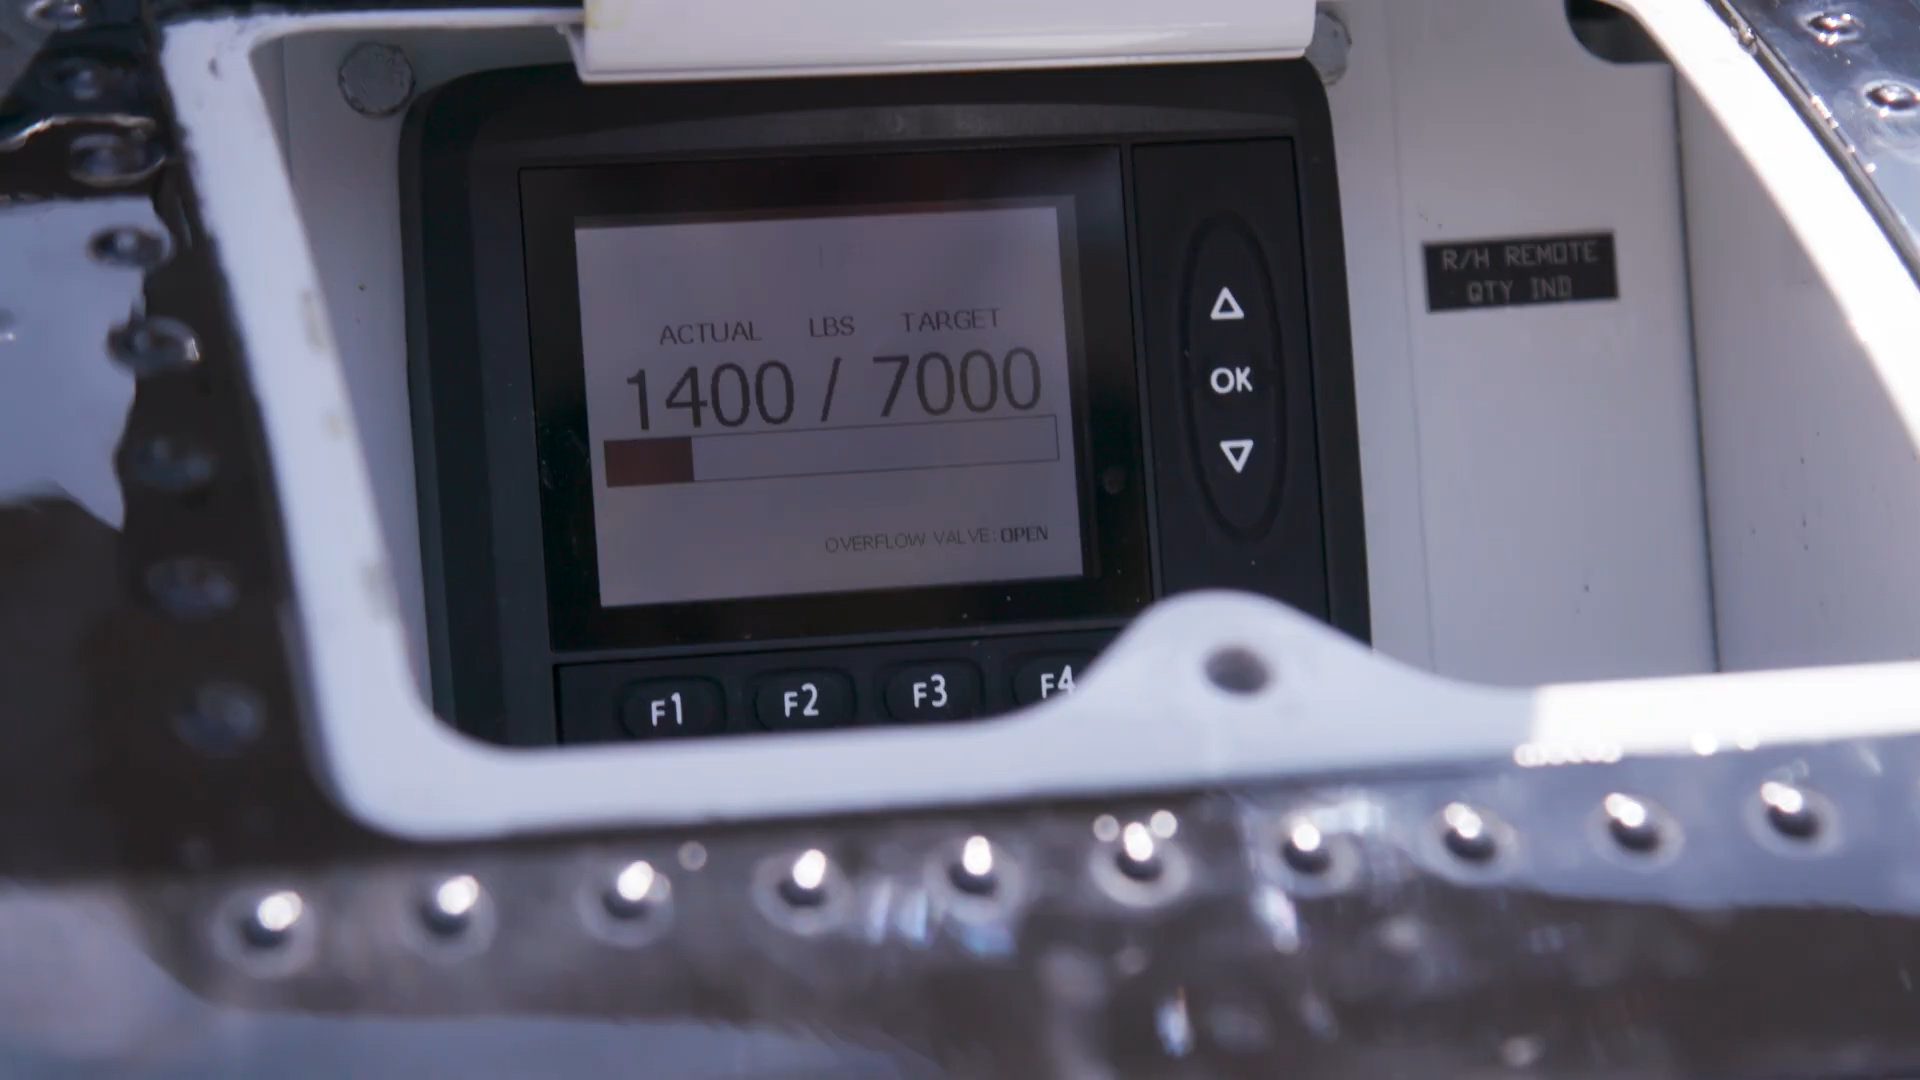 ACTUAL LBS TARGET
1400 / 7000
OVERFLOW VALVE: OPEN
OK
F1 F2 F3 F4
R/H REMOTE
QTY IND